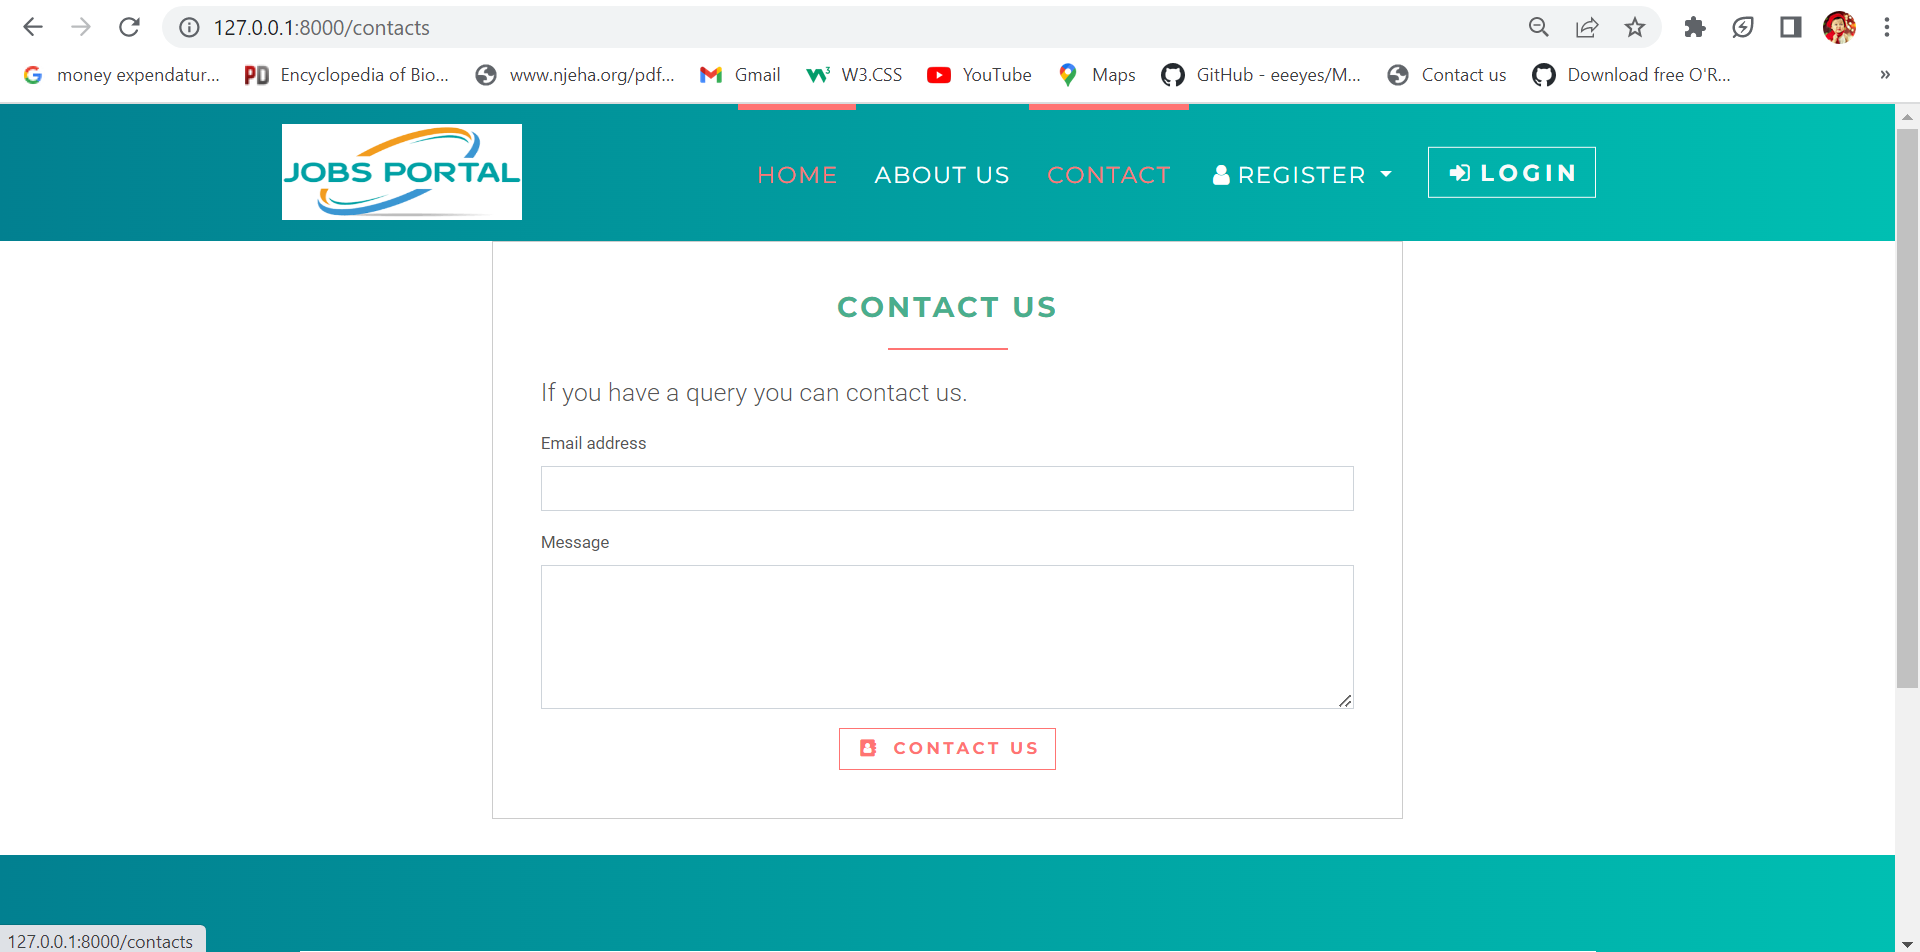 127.0.0.1:8000/contacts
money expendatur... PD Encyclopedia of Bio... www.njeha.org/pdf... Gmail W3.CSS YouTube Maps GitHub - eeeyes/M... Contact us Download free O'R... »
JOBS PORTAL HOME ABOUT US CONTACT REGISTER LOGIN
CONTACT US
If you have a query you can contact us.
Email address
Message
CONTACT US
127.0.0.1:8000/contacts